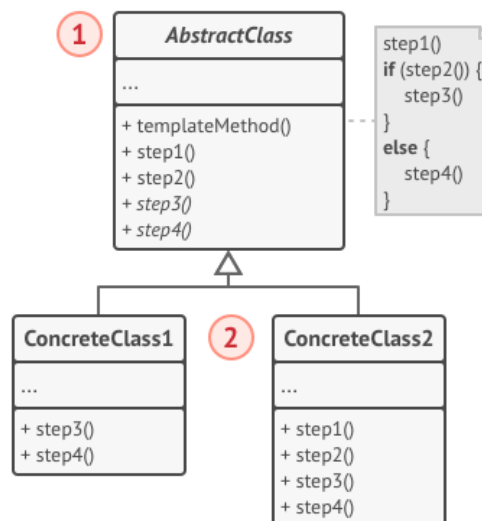 1
AbstractClass
...
+ templateMethod()
+ step1()
+ step2()
+ step3()
+ step4()
step1()
if (step2()) {
step3()
}
else {
step4()
}
2
ConcreteClass1
...
+ step3()
+ step4()
ConcreteClass2
...
+ step1()
+ step2()
+ step3()
+ step4()